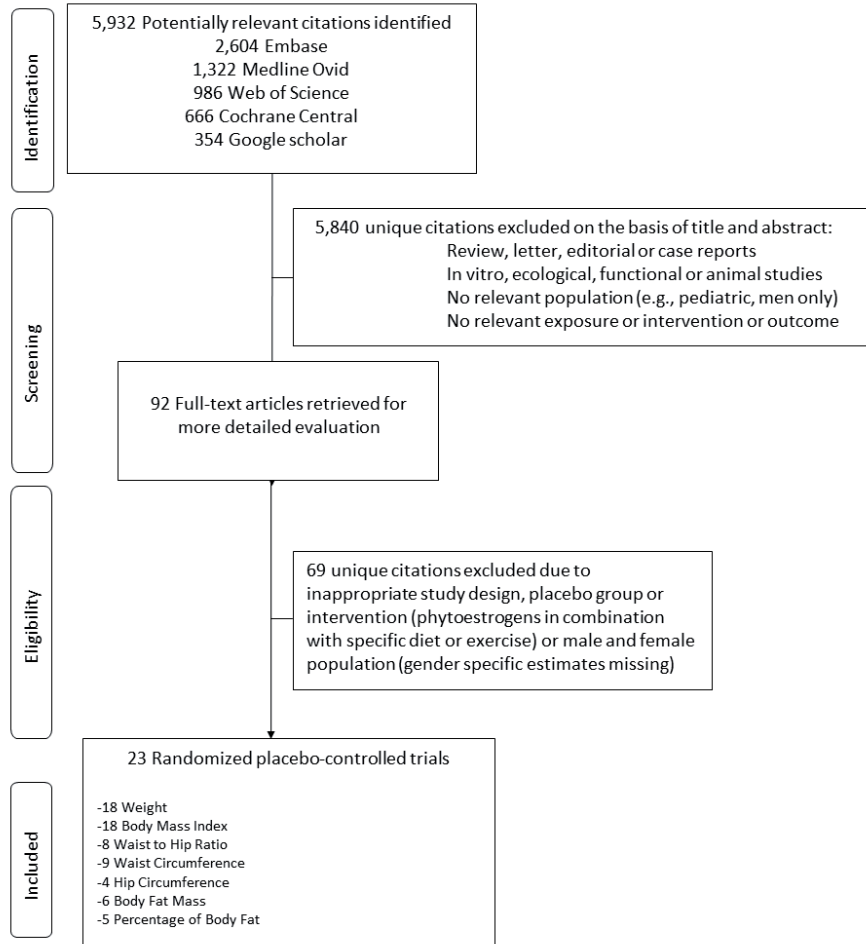 Identification
5,932 Potentially relevant citations identified
2,604 Embase
1,322 Medline Ovid
986 Web of Science
666 Cochrane Central
354 Google scholar
Screening
5,840 unique citations excluded on the basis of title and abstract:
Review, letter, editorial or case reports
In vitro, ecological, functional or animal studies
No relevant population (e.g., pediatric, men only)
No relevant exposure or intervention or outcome
92 Full-text articles retrieved for
more detailed evaluation
Eligibility
69 unique citations excluded due to
inappropriate study design, placebo group or
intervention (phytoestrogens in combination
with specific diet or exercise) or male and female
population (gender specific estimates missing)
Included
23 Randomized placebo-controlled trials
-18 Weight
-18 Body Mass Index
-8 Waist to Hip Ratio
-9 Waist Circumference
-4 Hip Circumference
-6 Body Fat Mass
-5 Percentage of Body Fat